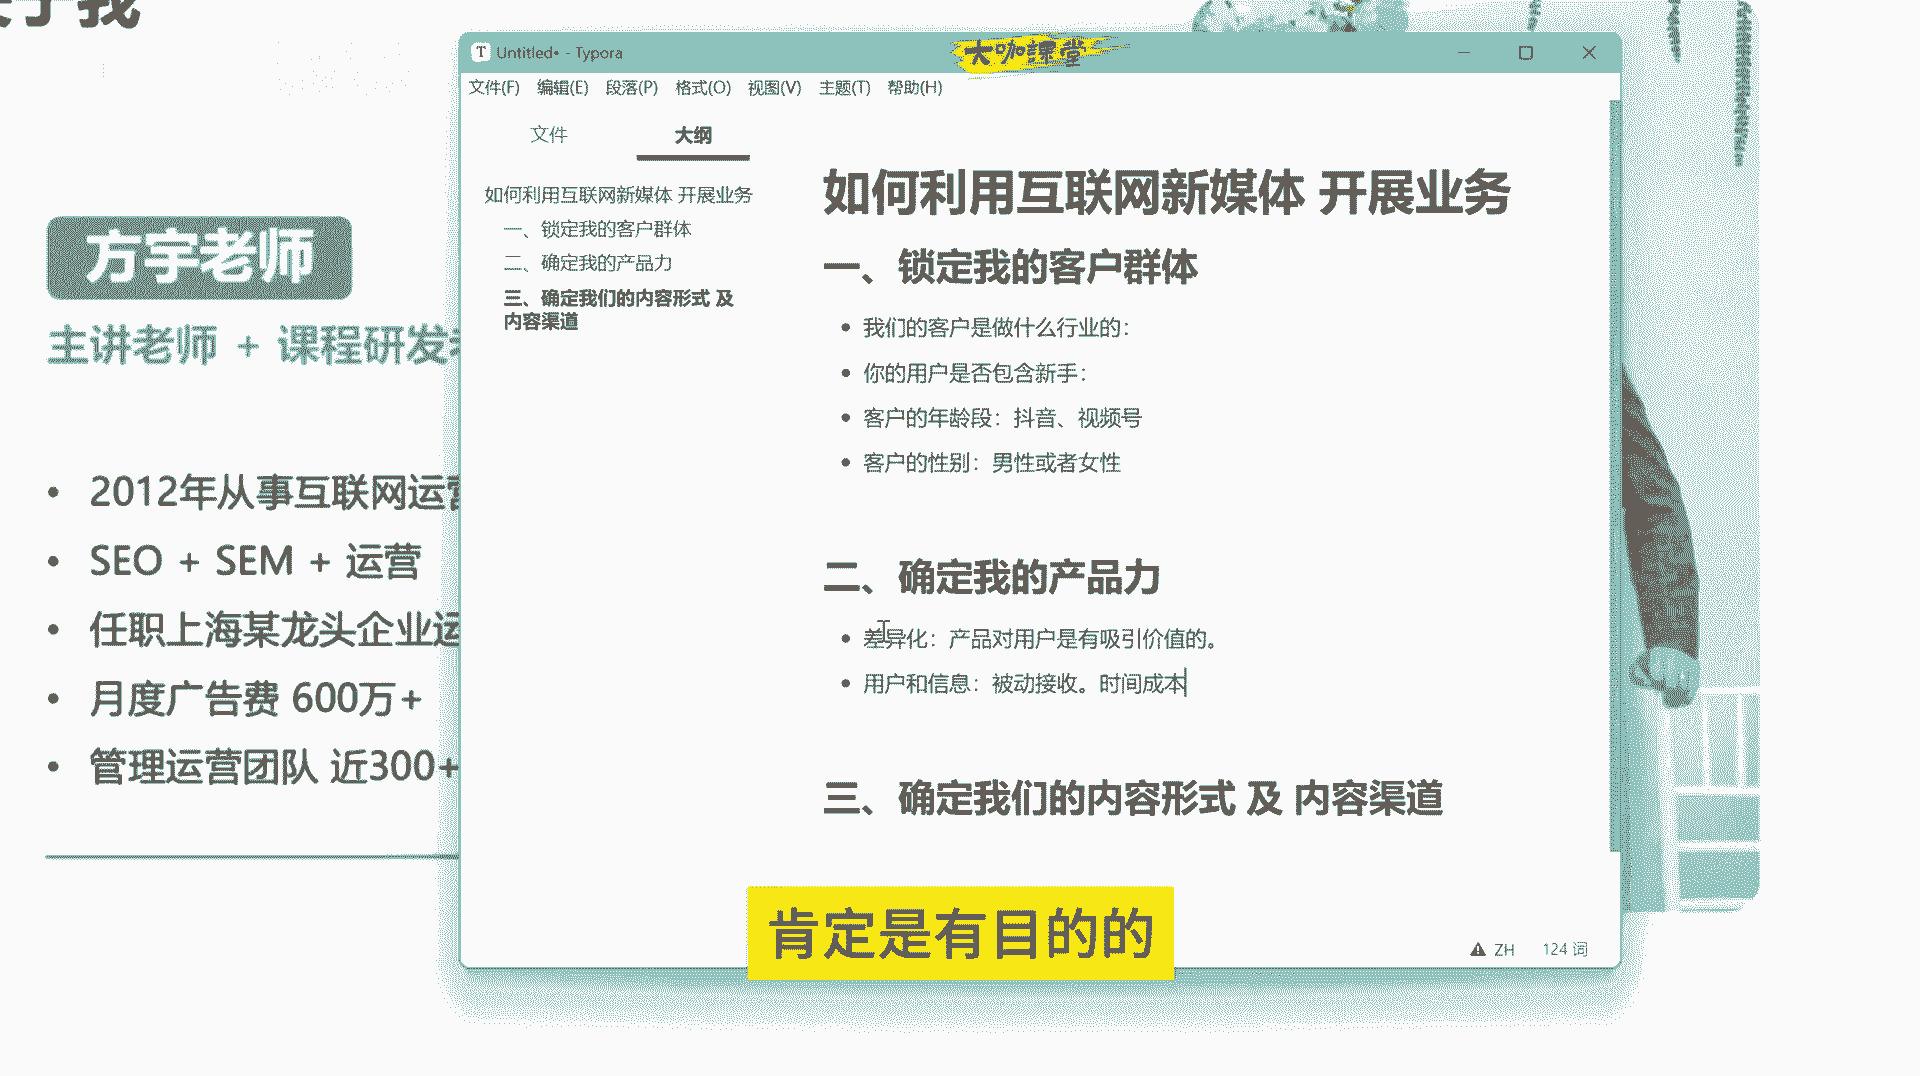 关于我
方宇老师
主讲老师 + 课程研发
2012年从事互联网运营
SEO + SEM + 运营
任职上海某龙头企业运
月度广告费 600万+
管理运营团队 近300+
Untitled• - Typora
大咖课堂
文件(F) 编辑(E) 段落(P) 格式(O) 视图(V) 主题(T) 帮助(H)
文件 大纲
如何利用互联网新媒体 开展业务
一、锁定我的客户群体
二、确定我的产品力
三、确定我们的内容形式 及
内容渠道
如何利用互联网新媒体 开展业务
一、锁定我的客户群体
我们的客户是做什么行业的：
你的用户是否包含新手：
客户的年龄段：抖音、视频号
客户的性别：男性或者女性
二、确定我的产品力
差异化：产品对用户是有吸引价值的。
用户和信息：被动接收。时间成本
三、确定我们的内容形式 及 内容渠道
肯定是有目的的
ZH 124 词